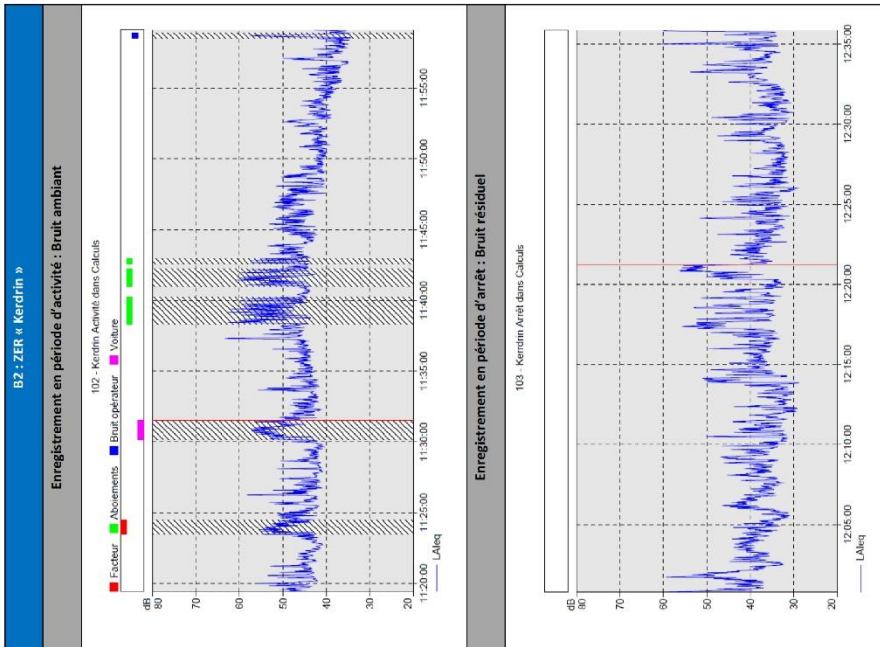 B2 : ZER « Kerdrin »
Enregistrement en période d'activité : Bruit ambiant
102 - Kerdrin Activité dans Calculs
Facteur Aboiements Bruit opérateur Voiture
dB
80
70
60
50
40
30
20
11:20:00 11:25:00 11:30:00 11:35:00 11:40:00 11:45:00 11:50:00 11:55:00
LAleq
Enregistrement en période d'arrêt : Bruit résiduel
103 - Kerdrin Arrêt dans Calculs
dB
80
70
60
50
40
30
20
12:05:00 12:10:00 12:15:00 12:20:00 12:25:00 12:30:00 12:35:00
LAleq